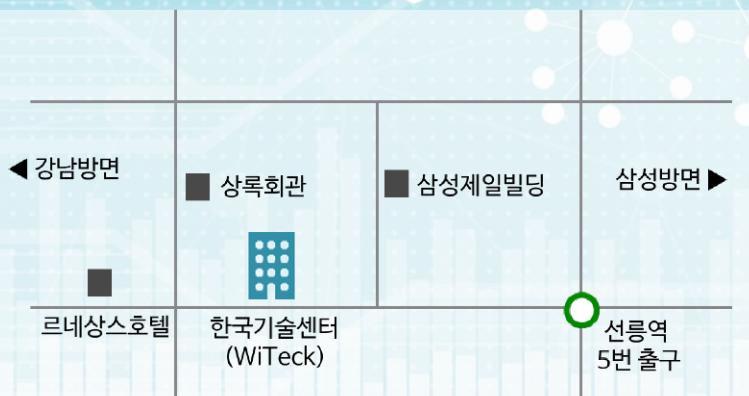 ◀ 강남방면
상록회관
삼성제일빌딩
삼성방면 ▶
르네상스호텔
한국기술센터
(WiTeck)
선릉역
5번 출구